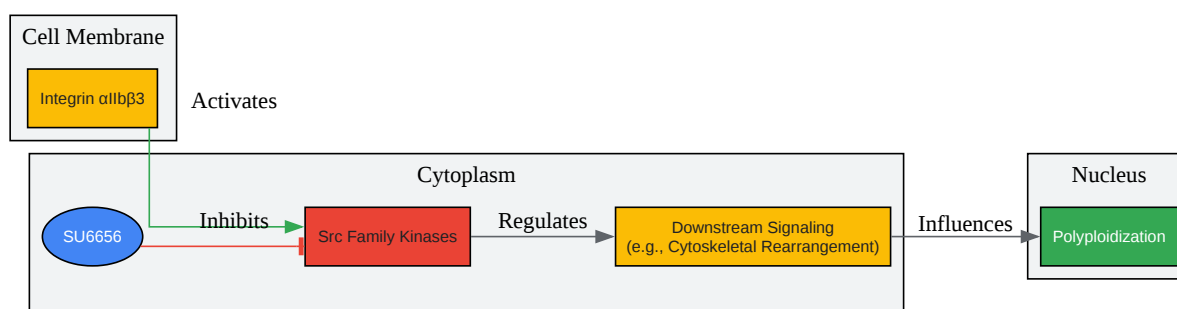 Cell Membrane
Integrin αIIbβ3
Activates
Cytoplasm
Nucleus
SU6656
Inhibits
Src Family Kinases
Regulates
Downstream Signaling
(e.g., Cytoskeletal Rearrangement)
Influences
Polyploidization